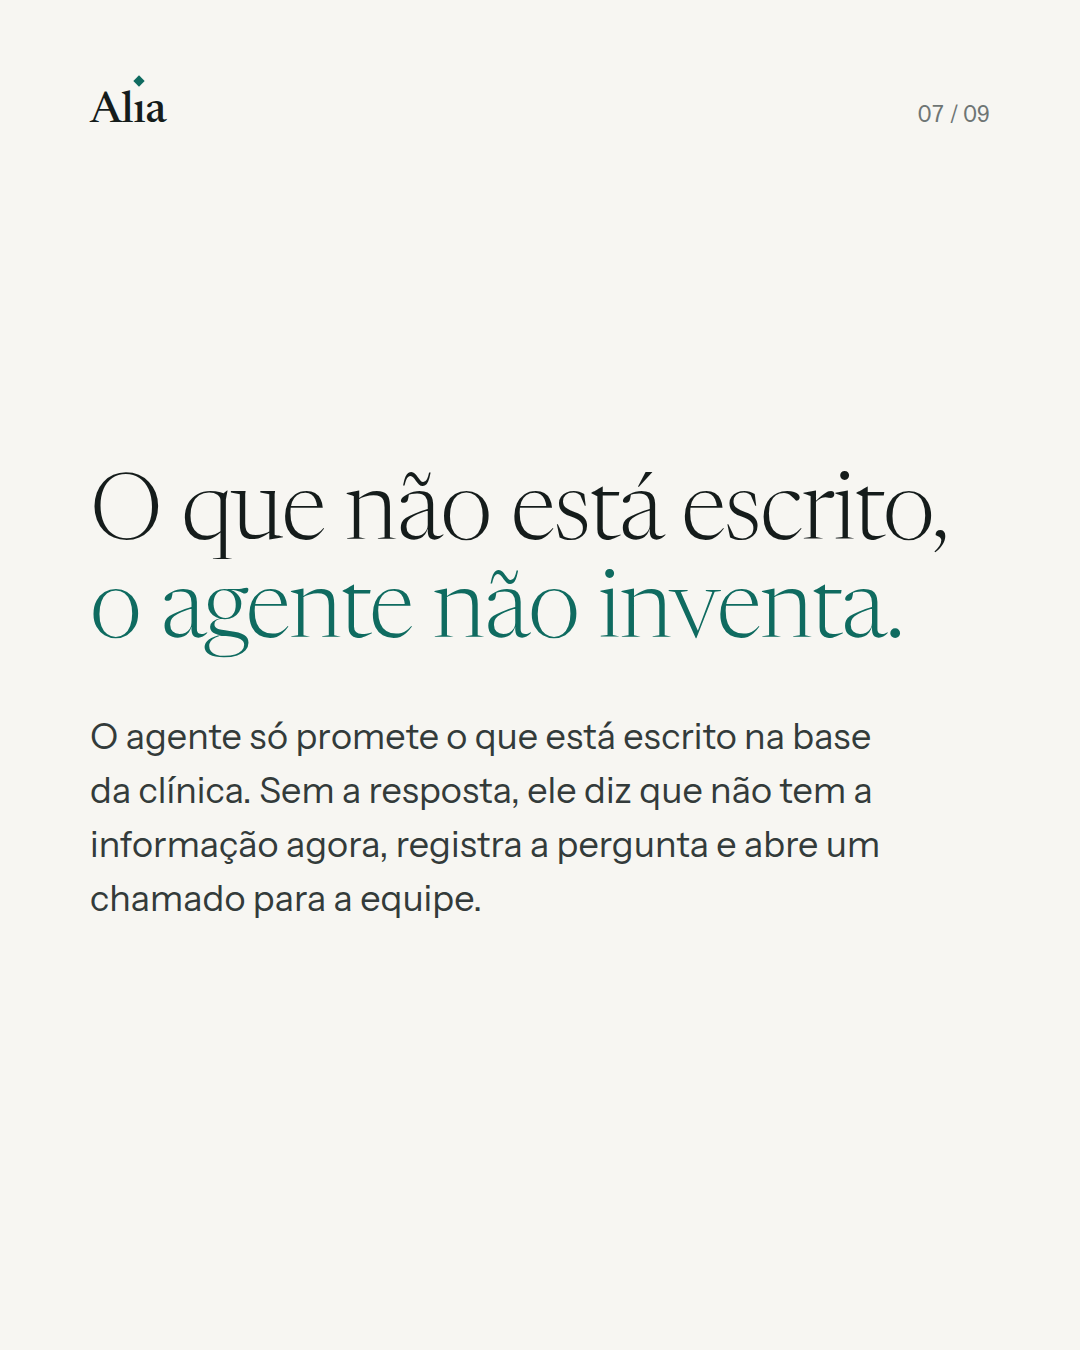 Alia
07 / 09
O que não está escrito,
o agente não inventa.
O agente só promete o que está escrito na base
da clínica. Sem a resposta, ele diz que não tem a
informação agora, registra a pergunta e abre um
chamado para a equipe.